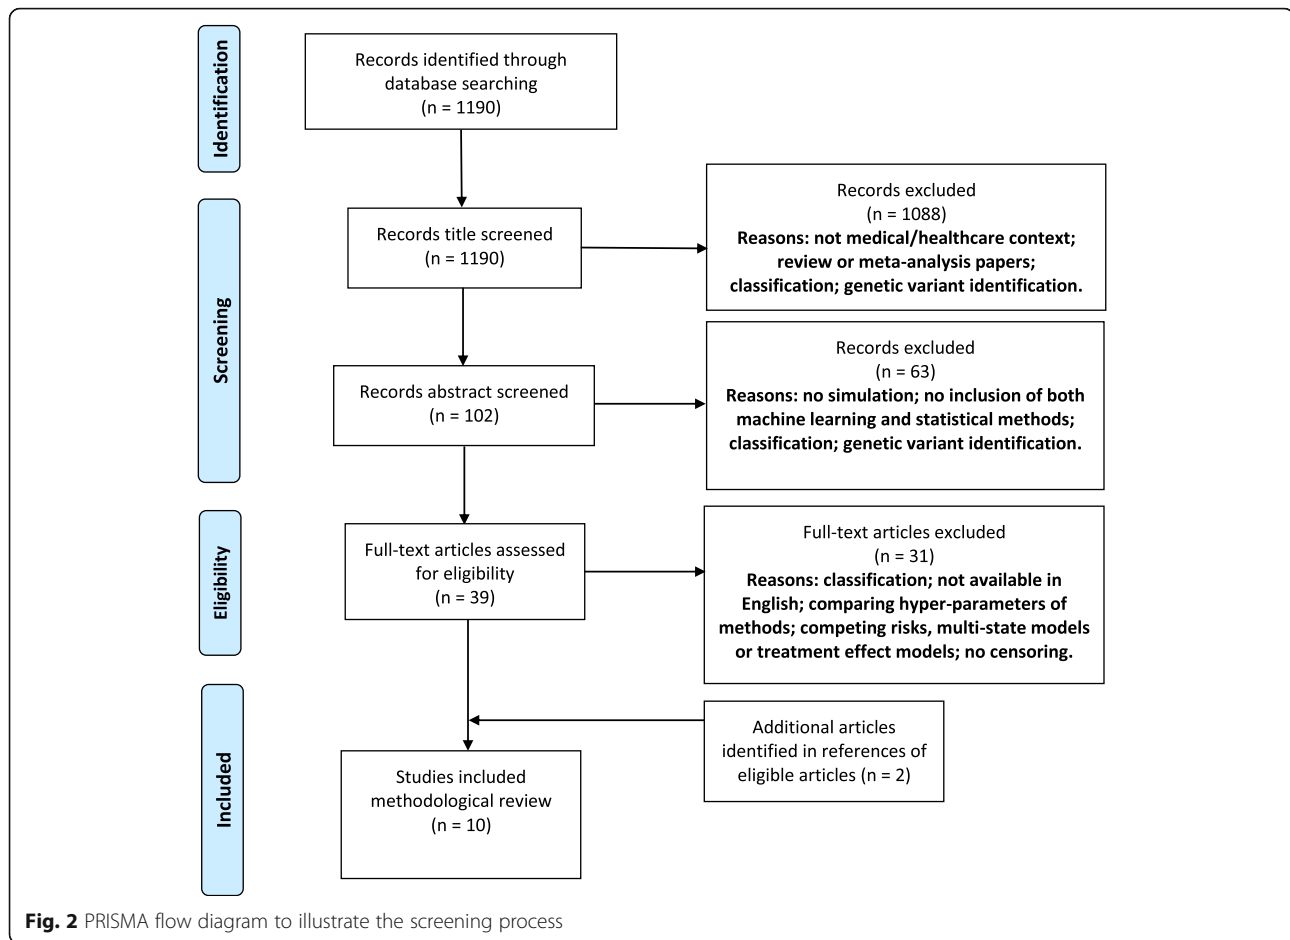 Identification
Records identified through
database searching
(n = 1190)
Screening
Records title screened
(n = 1190)
Records excluded
(n = 1088)
Reasons: not medical/healthcare context;
review or meta-analysis papers;
classification; genetic variant identification.
Records abstract screened
(n = 102)
Records excluded
(n = 63)
Reasons: no simulation; no inclusion of both
machine learning and statistical methods;
classification; genetic variant identification.
Eligibility
Full-text articles assessed
for eligibility
(n = 39)
Full-text articles excluded
(n = 31)
Reasons: classification; not available in
English; comparing hyper-parameters of
methods; competing risks, multi-state models
or treatment effect models; no censoring.
Included
Additional articles
identified in references of
eligible articles (n = 2)
Studies included
methodological review
(n = 10)
Fig. 2 PRISMA flow diagram to illustrate the screening process